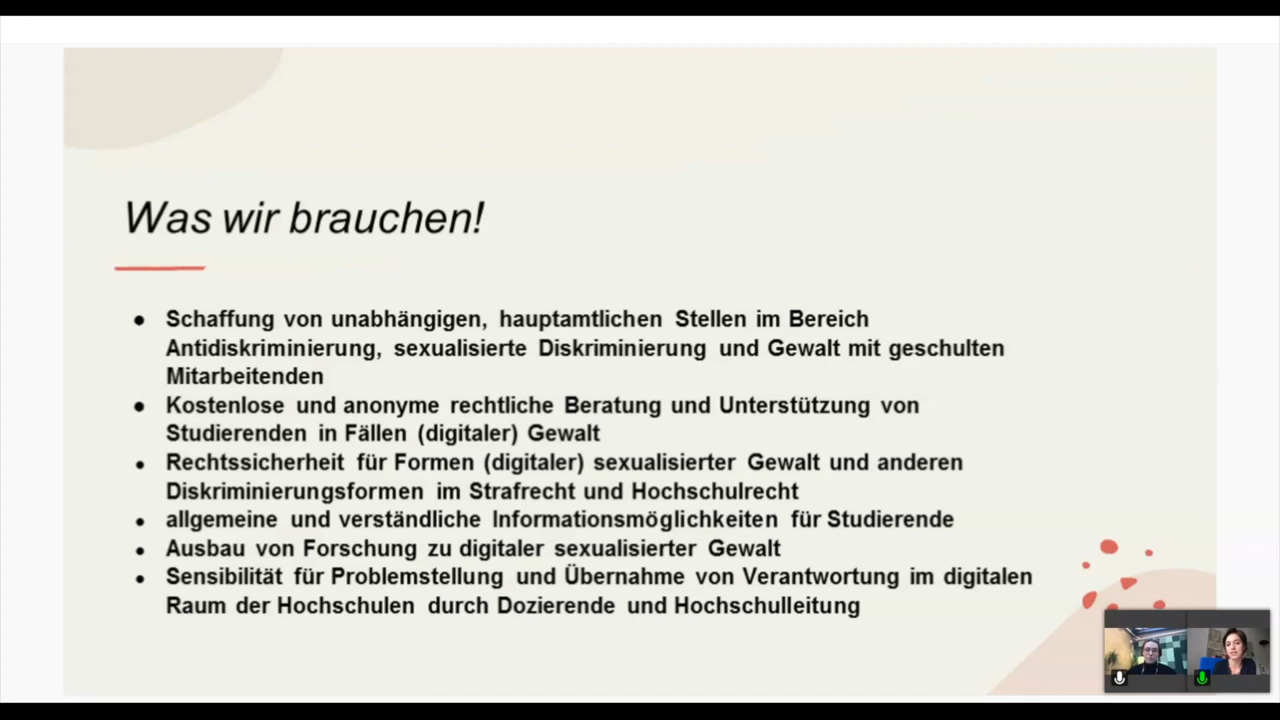 Was wir brauchen!
• Schaffung von unabhängigen, hauptamtlichen Stellen im Bereich
Antidiskriminierung, sexualisierte Diskriminierung und Gewalt mit geschulten
Mitarbeitenden
• Kostenlose und anonyme rechtliche Beratung und Unterstützung von
Studierenden in Fällen (digitaler) Gewalt
• Rechtssicherheit für Formen (digitaler) sexualisierter Gewalt und anderen
Diskriminierungsformen im Strafrecht und Hochschulrecht
• allgemeine und verständliche Informationsmöglichkeiten für Studierende
• Ausbau von Forschung zu digitaler sexualisierter Gewalt
• Sensibilität für Problemstellung und Übernahme von Verantwortung im digitalen
Raum der Hochschulen durch Dozierende und Hochschulleitung